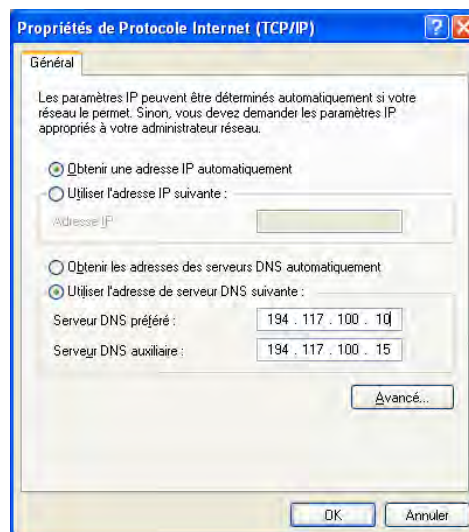 Propriétés de Protocole Internet (TCP/IP)
Général
Les paramètres IP peuvent être déterminés automatiquement si votre
réseau le permet. Sinon, vous devez demander les paramètres IP
appropriés à votre administrateur réseau.
Obtenir une adresse IP automatiquement
Utiliser l'adresse IP suivante :
Adresse IP
Obtenir les adresses des serveurs DNS automatiquement
Utiliser l'adresse de serveur DNS suivante :
Serveur DNS préféré : 194 . 117 . 100 . 10
Serveur DNS auxiliaire : 194 . 117 . 100 . 15
Avancé...
OK Annuler